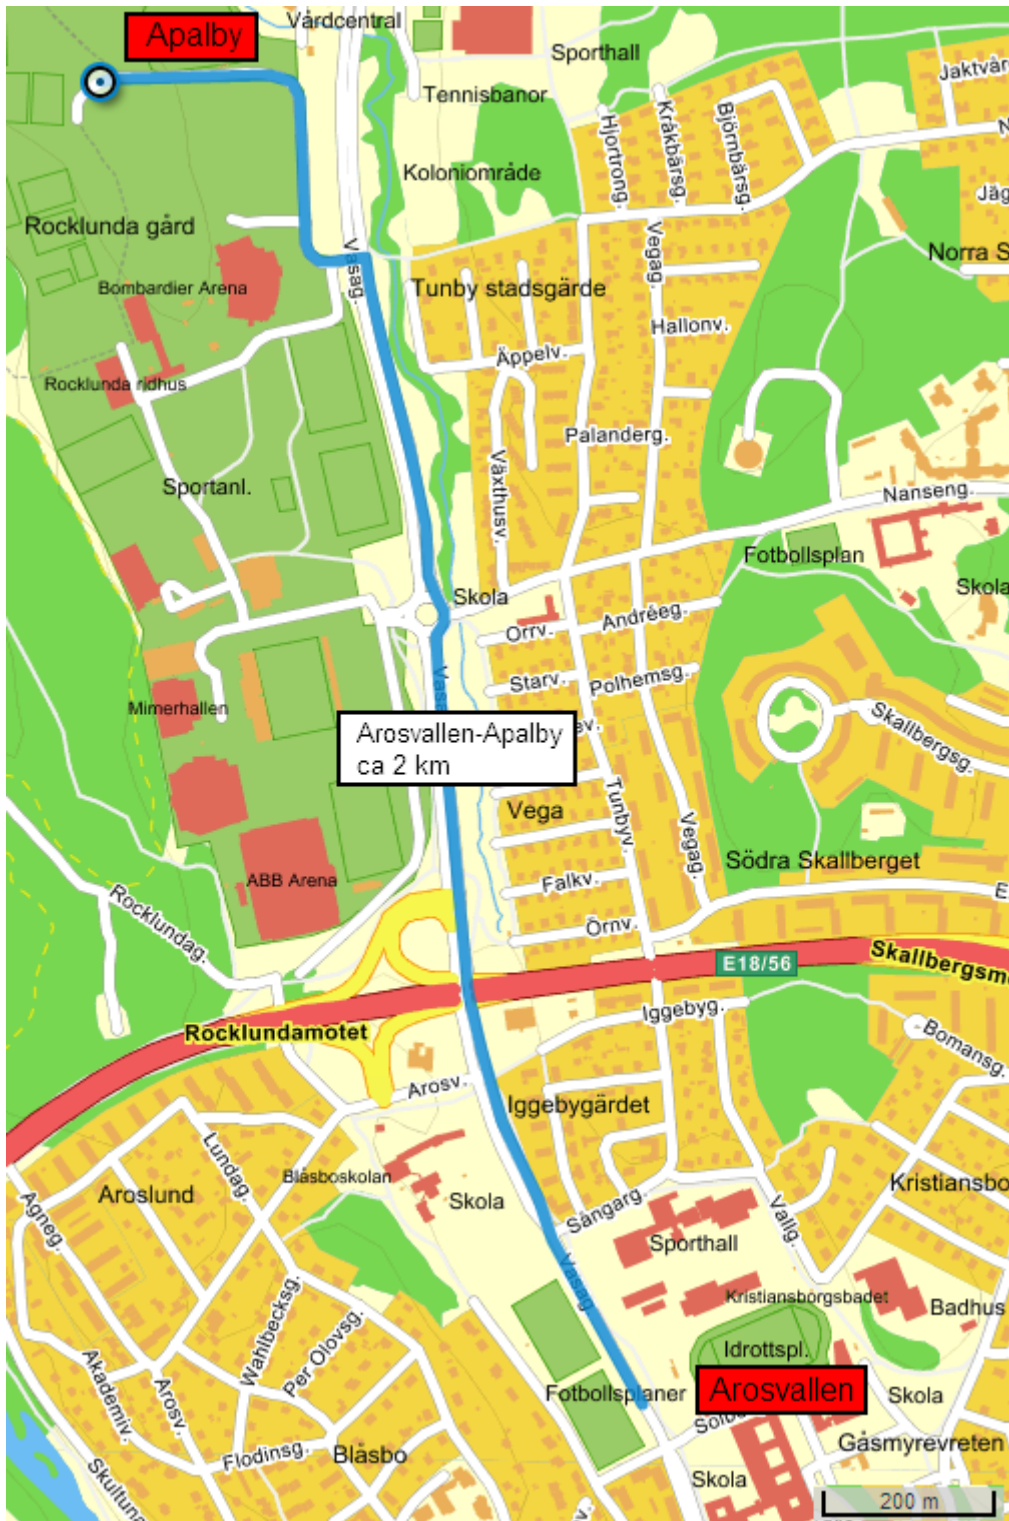 Apalby
Vårdcentral
Sporthall
Tennisbanor
Koloniområde
Hjortrong.
Kråkbärsg.
Björnbärsg.
Rocklunda gård
Vasag.
Vegag.
Norra S
Bombardier Arena
Tunby stadsgärde
Hallonv.
Äppelv.
Rocklunda ridhus
Palanderg.
Växthusv.
Sportanl.
Nanseng.
Fotbollsplan
Skola
Skola
Andréeg.
Orrv.
Starv.
Polhemsg.
Mimerhallen
Skallbergsg.
Arosvallen-Apalby
ca 2 km
Vega
Tunbyv.
Vegag.
Södra Skallberget
ABB Arena
Falkv.
Rocklundag.
Örnv.
E18/56
Skallbergsm
Rocklundamotet
Iggebyg.
Bomansg.
Arosv.
Iggebygärdet
Lundag.
Blåsboskolan
Aroslund
Skola
Kristiansbo
Agneg.
Sångarg.
Vallg.
Sporthall
Vasag.
Kristiansborgsbadet
Badhus
Wahlbecksg.
Per Olovsg.
Idrottspl.
Akademiv.
Arosv.
Fotbollsplaner
Arosvallen
Skola
Flodinsg.
Blåsbo
Gåsmyrevreten
Skultuna
Skola
200 m